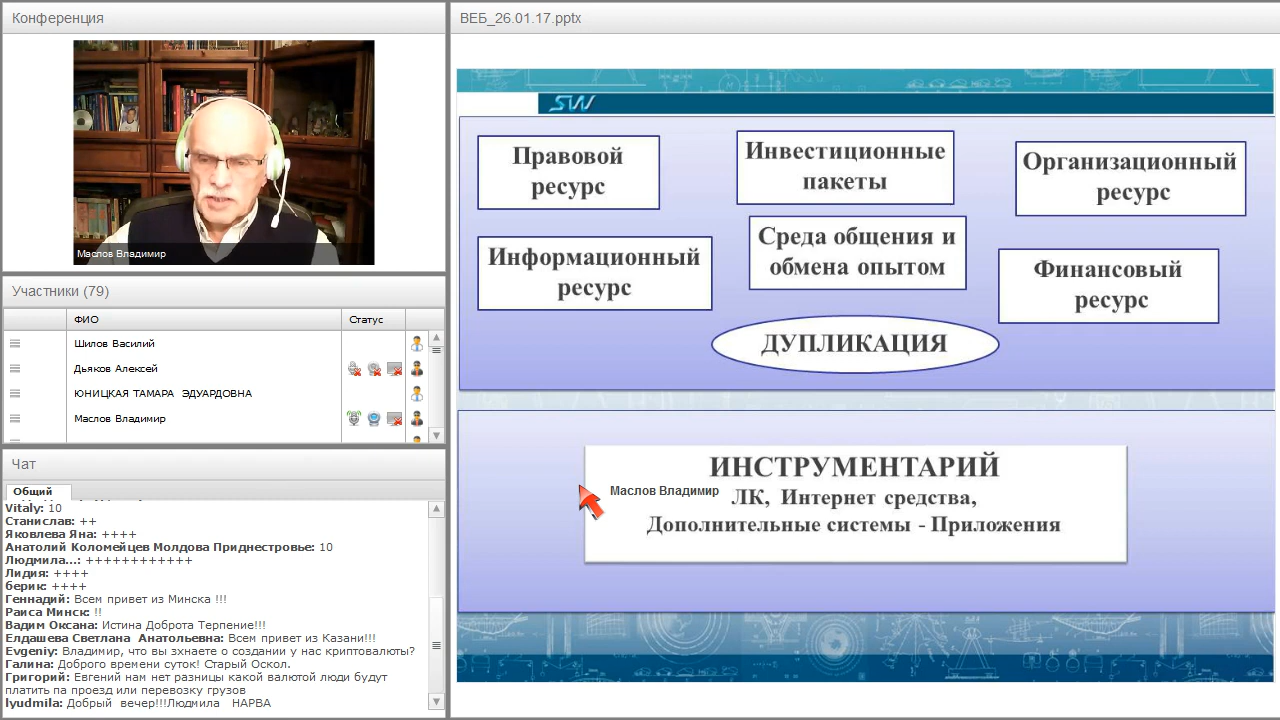 Конференция
Маслов Владимир
Участники (79)
ФИО
Статус
Шилов Василий
Дьяков Алексей
ЮНИЦКАЯ ТАМАРА ЭДУАРДОВНА
Маслов Владимир
Чат
Общий
Vitaly: 10
Станислав: ++
Яковлева Яна: ++++
Анатолий Коломейцев Молдова Приднестровье: 10
Людмила...: ++++++++++++
Лидия: ++++
берик: ++++
Геннадий: Всем привет из Минска !!!
Раиса Минск: !!
Вадим Оксана: Истина Доброта Терпение!!!
Елдашева Светлана Анатольевна: Всем привет из Казани!!!
Evgeniy: Владимир, что вызхнаете о создании у нас криптовалюты?
Галина: Доброго времени суток! Старый Оскол.
Григорий: Евгений нам нет разницы какой валютой люди будут
платить па проезд или перевозку грузов
lyudmila: Добрый вечер!!!Людмила НАРВА
ВЕБ_26.01.17.pptx
SW
Правовой
ресурс
Инвестиционные
пакеты
Организационный
ресурс
Информационный
ресурс
Среда общения и
обмена опытом
Финансовый
ресурс
ДУПЛИКАЦИЯ
ИНСТРУМЕНТАРИЙ
Маслов Владимир
ЛК, Интернет средства,
Дополнительные системы - Приложения